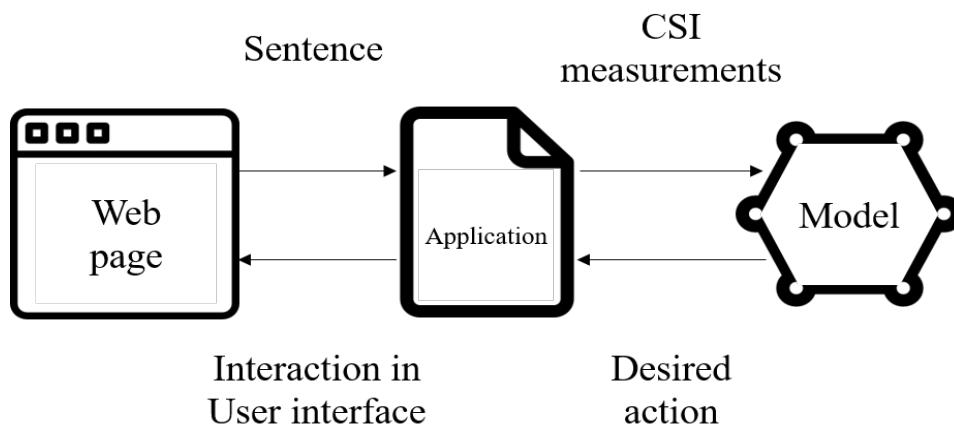 Sentence
CSI
measurements
Web
page
Application
Model
Interaction in
User interface
Desired
action